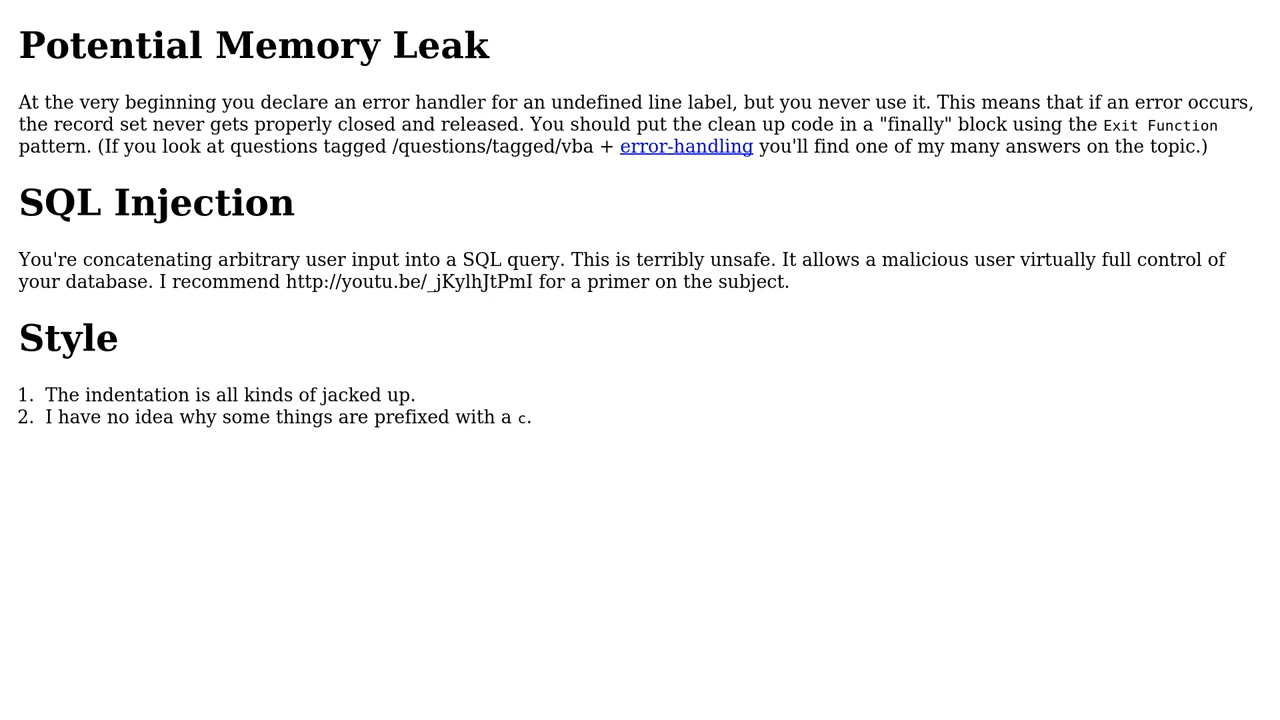 Potential Memory Leak
At the very beginning you declare an error handler for an undefined line label, but you never use it. This means that if an error occurs,
the record set never gets properly closed and released. You should put the clean up code in a "finally" block using the Exit Function
pattern. (If you look at questions tagged /questions/tagged/vba + error-handling you'll find one of my many answers on the topic.)
SQL Injection
You're concatenating arbitrary user input into a SQL query. This is terribly unsafe. It allows a malicious user virtually full control of
your database. I recommend http://youtu.be/_jKylhJtPmI for a primer on the subject.
Style
1. The indentation is all kinds of jacked up.
2. I have no idea why some things are prefixed with a c.